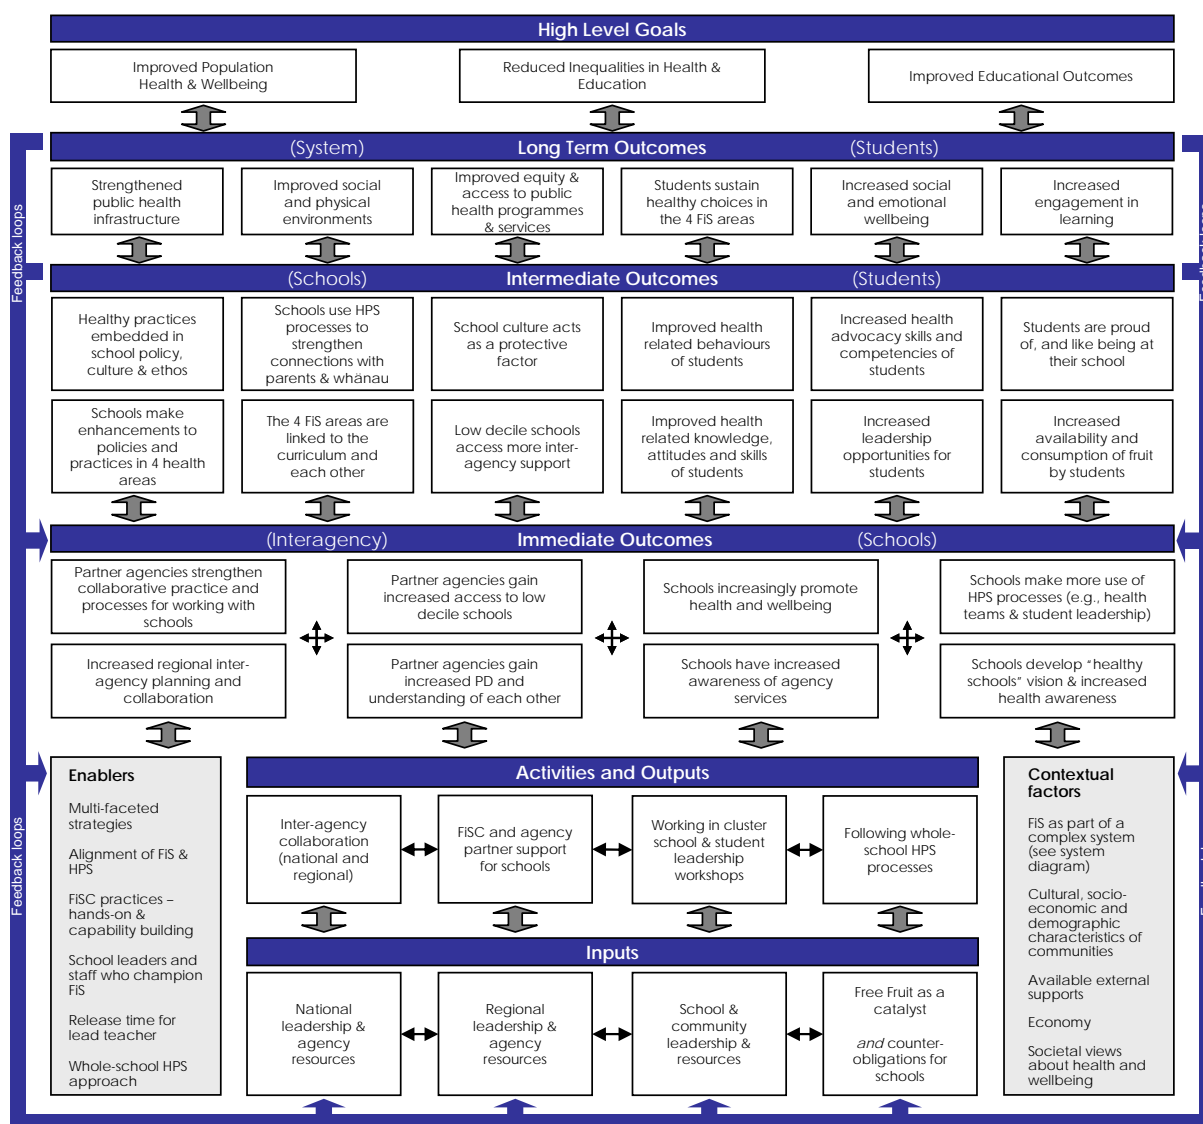 High Level Goals
Improved Population
Health & Wellbeing
Reduced Inequalities in Health &
Education
Improved Educational Outcomes
(System)
Long Term Outcomes
(Students)
Strengthened
public health
infrastructure
Improved social
and physical
environments
Improved equity &
access to public
health programmes
& services
Students sustain
healthy choices in
the 4 FiS areas
Increased social
and emotional
wellbeing
Increased
engagement in
learning
Feedback loops
(Schools)
Intermediate Outcomes
(Students)
Healthy practices
embedded in
school policy,
culture & ethos
Schools use HPS
processes to
strengthen
connections with
parents & whänau
School culture acts
as a protective
factor
Improved health
related behaviours
of students
Increased health
advocacy skills and
competencies of
students
Students are proud
of, and like being at
their school
Schools make
enhancements to
policies and
practices in 4 health
areas
The 4 FiS areas are
linked to the
curriculum and
each other
Low decile schools
access more inter-
agency support
Improved health
related knowledge,
attitudes and skills
of students
Increased
leadership
opportunities for
students
Increased
availability and
consumption of fruit
by students
(Interagency)
Immediate Outcomes
(Schools)
Partner agencies strengthen
collaborative practice and
processes for working with
schools
Partner agencies gain
increased access to low
decile schools
Schools increasingly promote
health and wellbeing
Schools make more use of
HPS processes (e.g., health
teams & student leadership)
Increased regional inter-
agency planning and
collaboration
Partner agencies gain
increased PD and
understanding of each other
Schools have increased
awareness of agency
services
Schools develop "healthy
schools" vision & increased
health awareness
Feedback loops
Enablers
Multi-faceted
strategies
Alignment of FiS &
HPS
FiSC practices –
hands-on &
capability building
School leaders and
staff who champion
FiS
Release time for
lead teacher
Whole-school HPS
approach
Activities and Outputs
Inter-agency
collaboration
(national and
regional)
FiSC and agency
partner support
for schools
Working in cluster
school & student
leadership
workshops
Following whole-
school HPS
processes
Inputs
National
leadership &
agency
resources
Regional
leadership &
agency
resources
School &
community
leadership &
resources
Free Fruit as a
catalyst
and counter-
obligations for
schools
Contextual
factors
FiS as part of a
complex system
(see system
diagram)
Cultural, socio-
economic and
demographic
characteristics of
communities
Available external
supports
Economy
Societal views
about health and
wellbeing